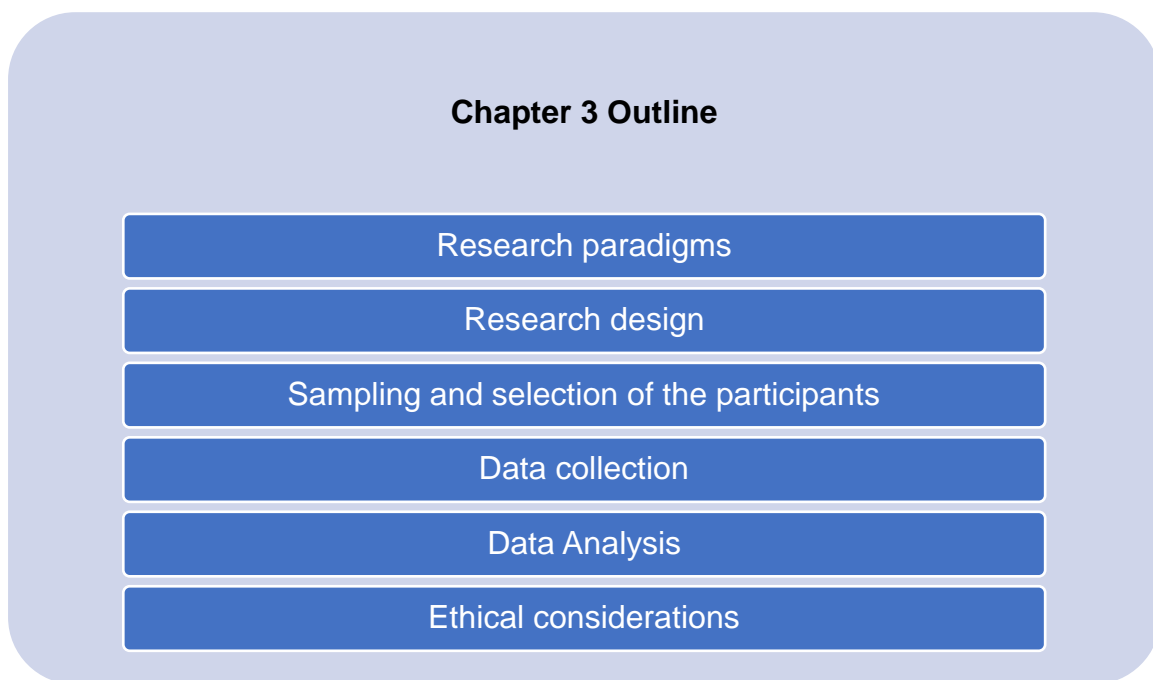 Chapter 3 Outline
Research paradigms
Research design
Sampling and selection of the participants
Data collection
Data Analysis
Ethical considerations